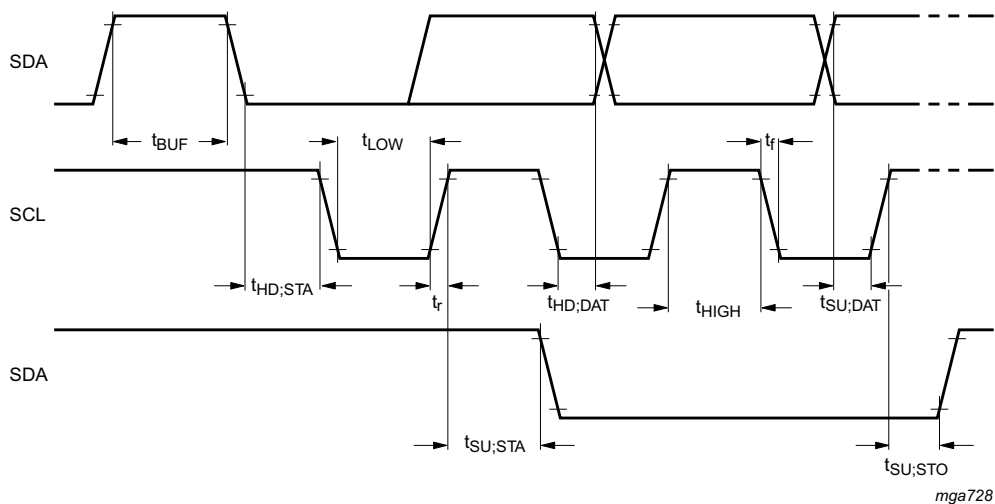 SDA
tBUF tLOW tf
SCL
tHD;STA tr tHD;DAT tHIGH tSU;DAT
SDA
tSU;STA tSU;STO
mga728